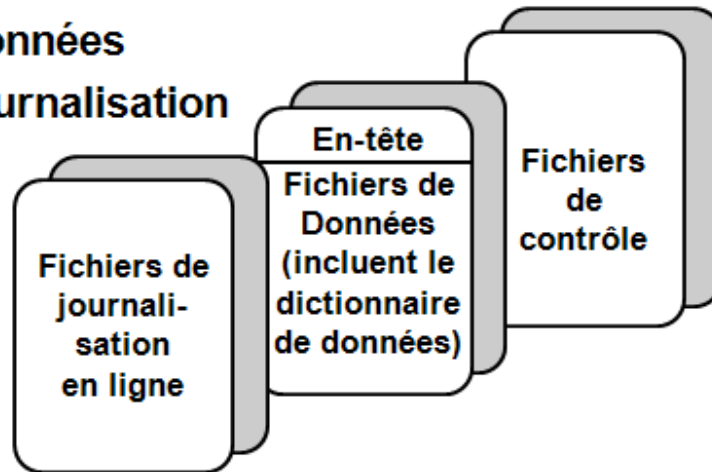 onnées
urnalisation
En-tête
Fichiers de
Données
(incluent le
dictionnaire
de données)
Fichiers
de
contrôle
Fichiers de
journali-
sation
en ligne